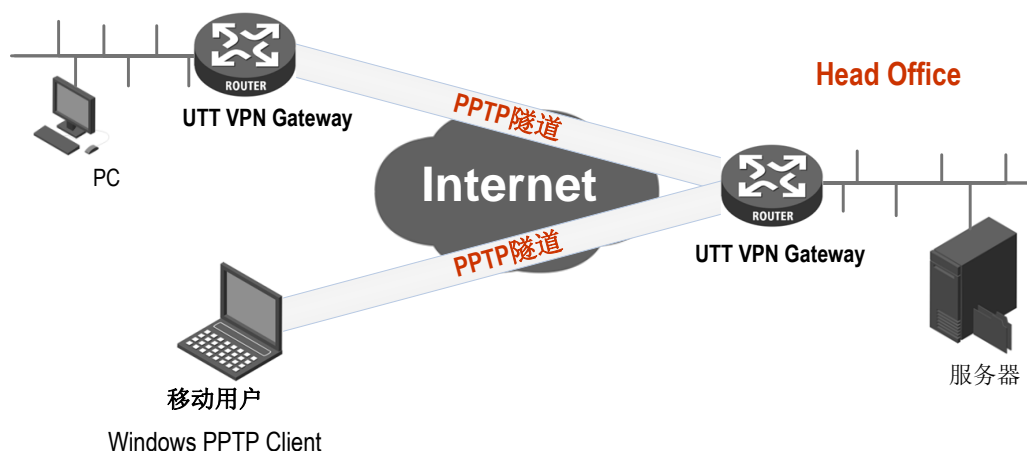 ROUTER
Head Office
UTT VPN Gateway
PPTP隧道
PC
Internet
ROUTER
UTT VPN Gateway
PPTP隧道
服务器
移动用户
Windows PPTP Client